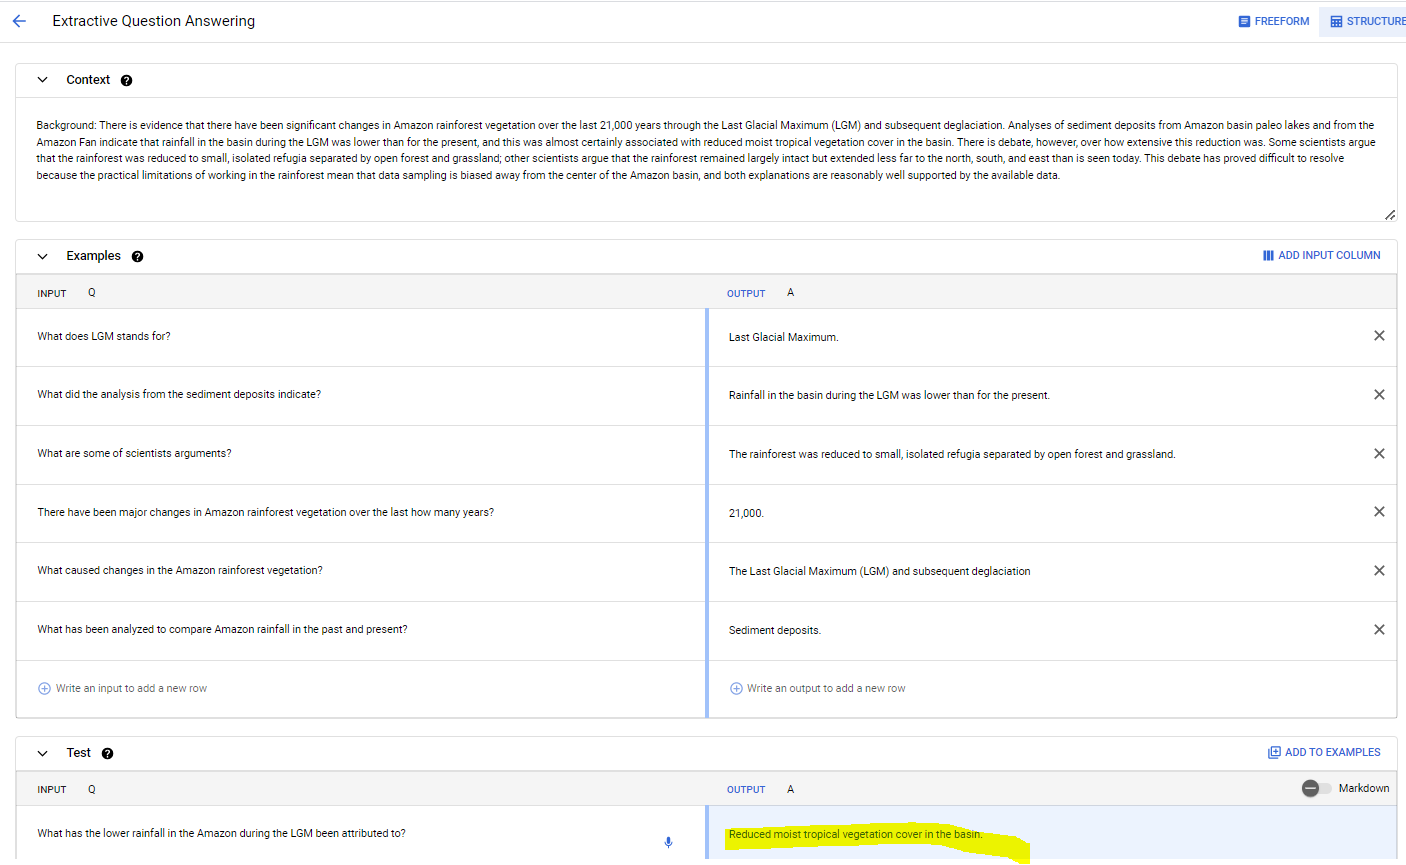 Extractive Question Answering
FREEFORM
STRUCTURE
Context
Background: There is evidence that there have been significant changes in Amazon rainforest vegetation over the last 21,000 years through the Last Glacial Maximum (LGM) and subsequent deglaciation. Analyses of sediment deposits from Amazon basin paleo lakes and from the
Amazon Fan indicate that rainfall in the basin during the LGM was lower than for the present, and this was almost certainly associated with reduced moist tropical vegetation cover in the basin. There is debate, however, over how extensive this reduction was. Some scientists argue
that the rainforest was reduced to small, isolated refugia separated by open forest and grassland; other scientists argue that the rainforest remained largely intact but extended less far to the north, south, and east than is seen today. This debate has proved difficult to resolve
because the practical limitations of working in the rainforest mean that data sampling is biased away from the center of the Amazon basin, and both explanations are reasonably well supported by the available data.
Examples
ADD INPUT COLUMN
INPUT Q
OUTPUT A
What does LGM stands for?
Last Glacial Maximum.
What did the analysis from the sediment deposits indicate?
Rainfall in the basin during the LGM was lower than for the present.
What are some of scientists arguments?
The rainforest was reduced to small, isolated refugia separated by open forest and grassland.
There have been major changes in Amazon rainforest vegetation over the last how many years?
21,000.
What caused changes in the Amazon rainforest vegetation?
The Last Glacial Maximum (LGM) and subsequent deglaciation
What has been analyzed to compare Amazon rainfall in the past and present?
Sediment deposits.
Write an input to add a new row
Write an output to add a new row
Test
ADD TO EXAMPLES
INPUT Q
OUTPUT A
Markdown
What has the lower rainfall in the Amazon during the LGM been attributed to?
Reduced moist tropical vegetation cover in the basin.